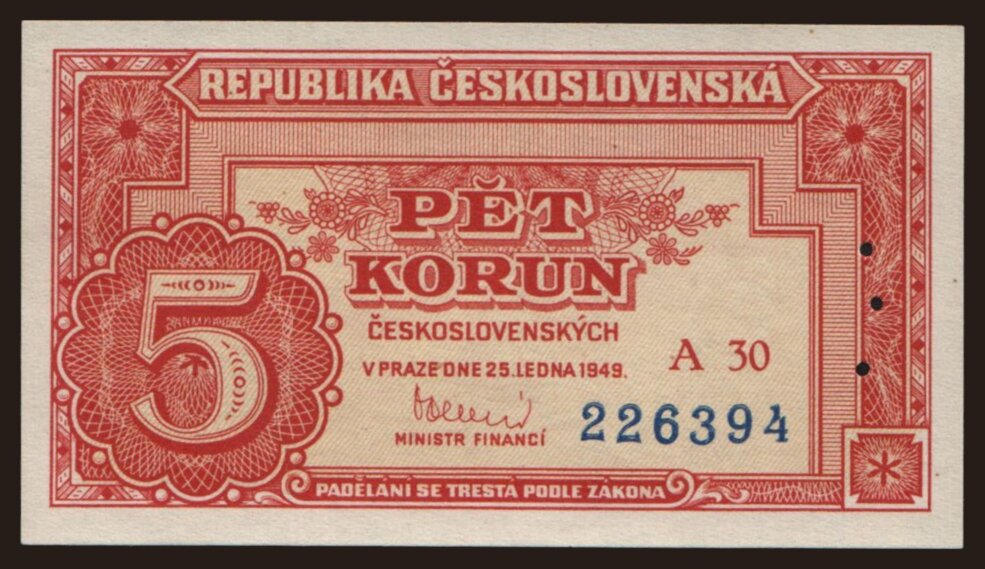 REPUBLIKA ČESKOSLOVENSKÁ
PĚT
KORUN
ČESKOSLOVENSKÝCH
V PRAZE DNE 25. LEDNA 1949.
A 30
226394
MINISTR FINANCÍ
5
PADĚLÁNÍ SE TRESTÁ PODLE ZÁKONA